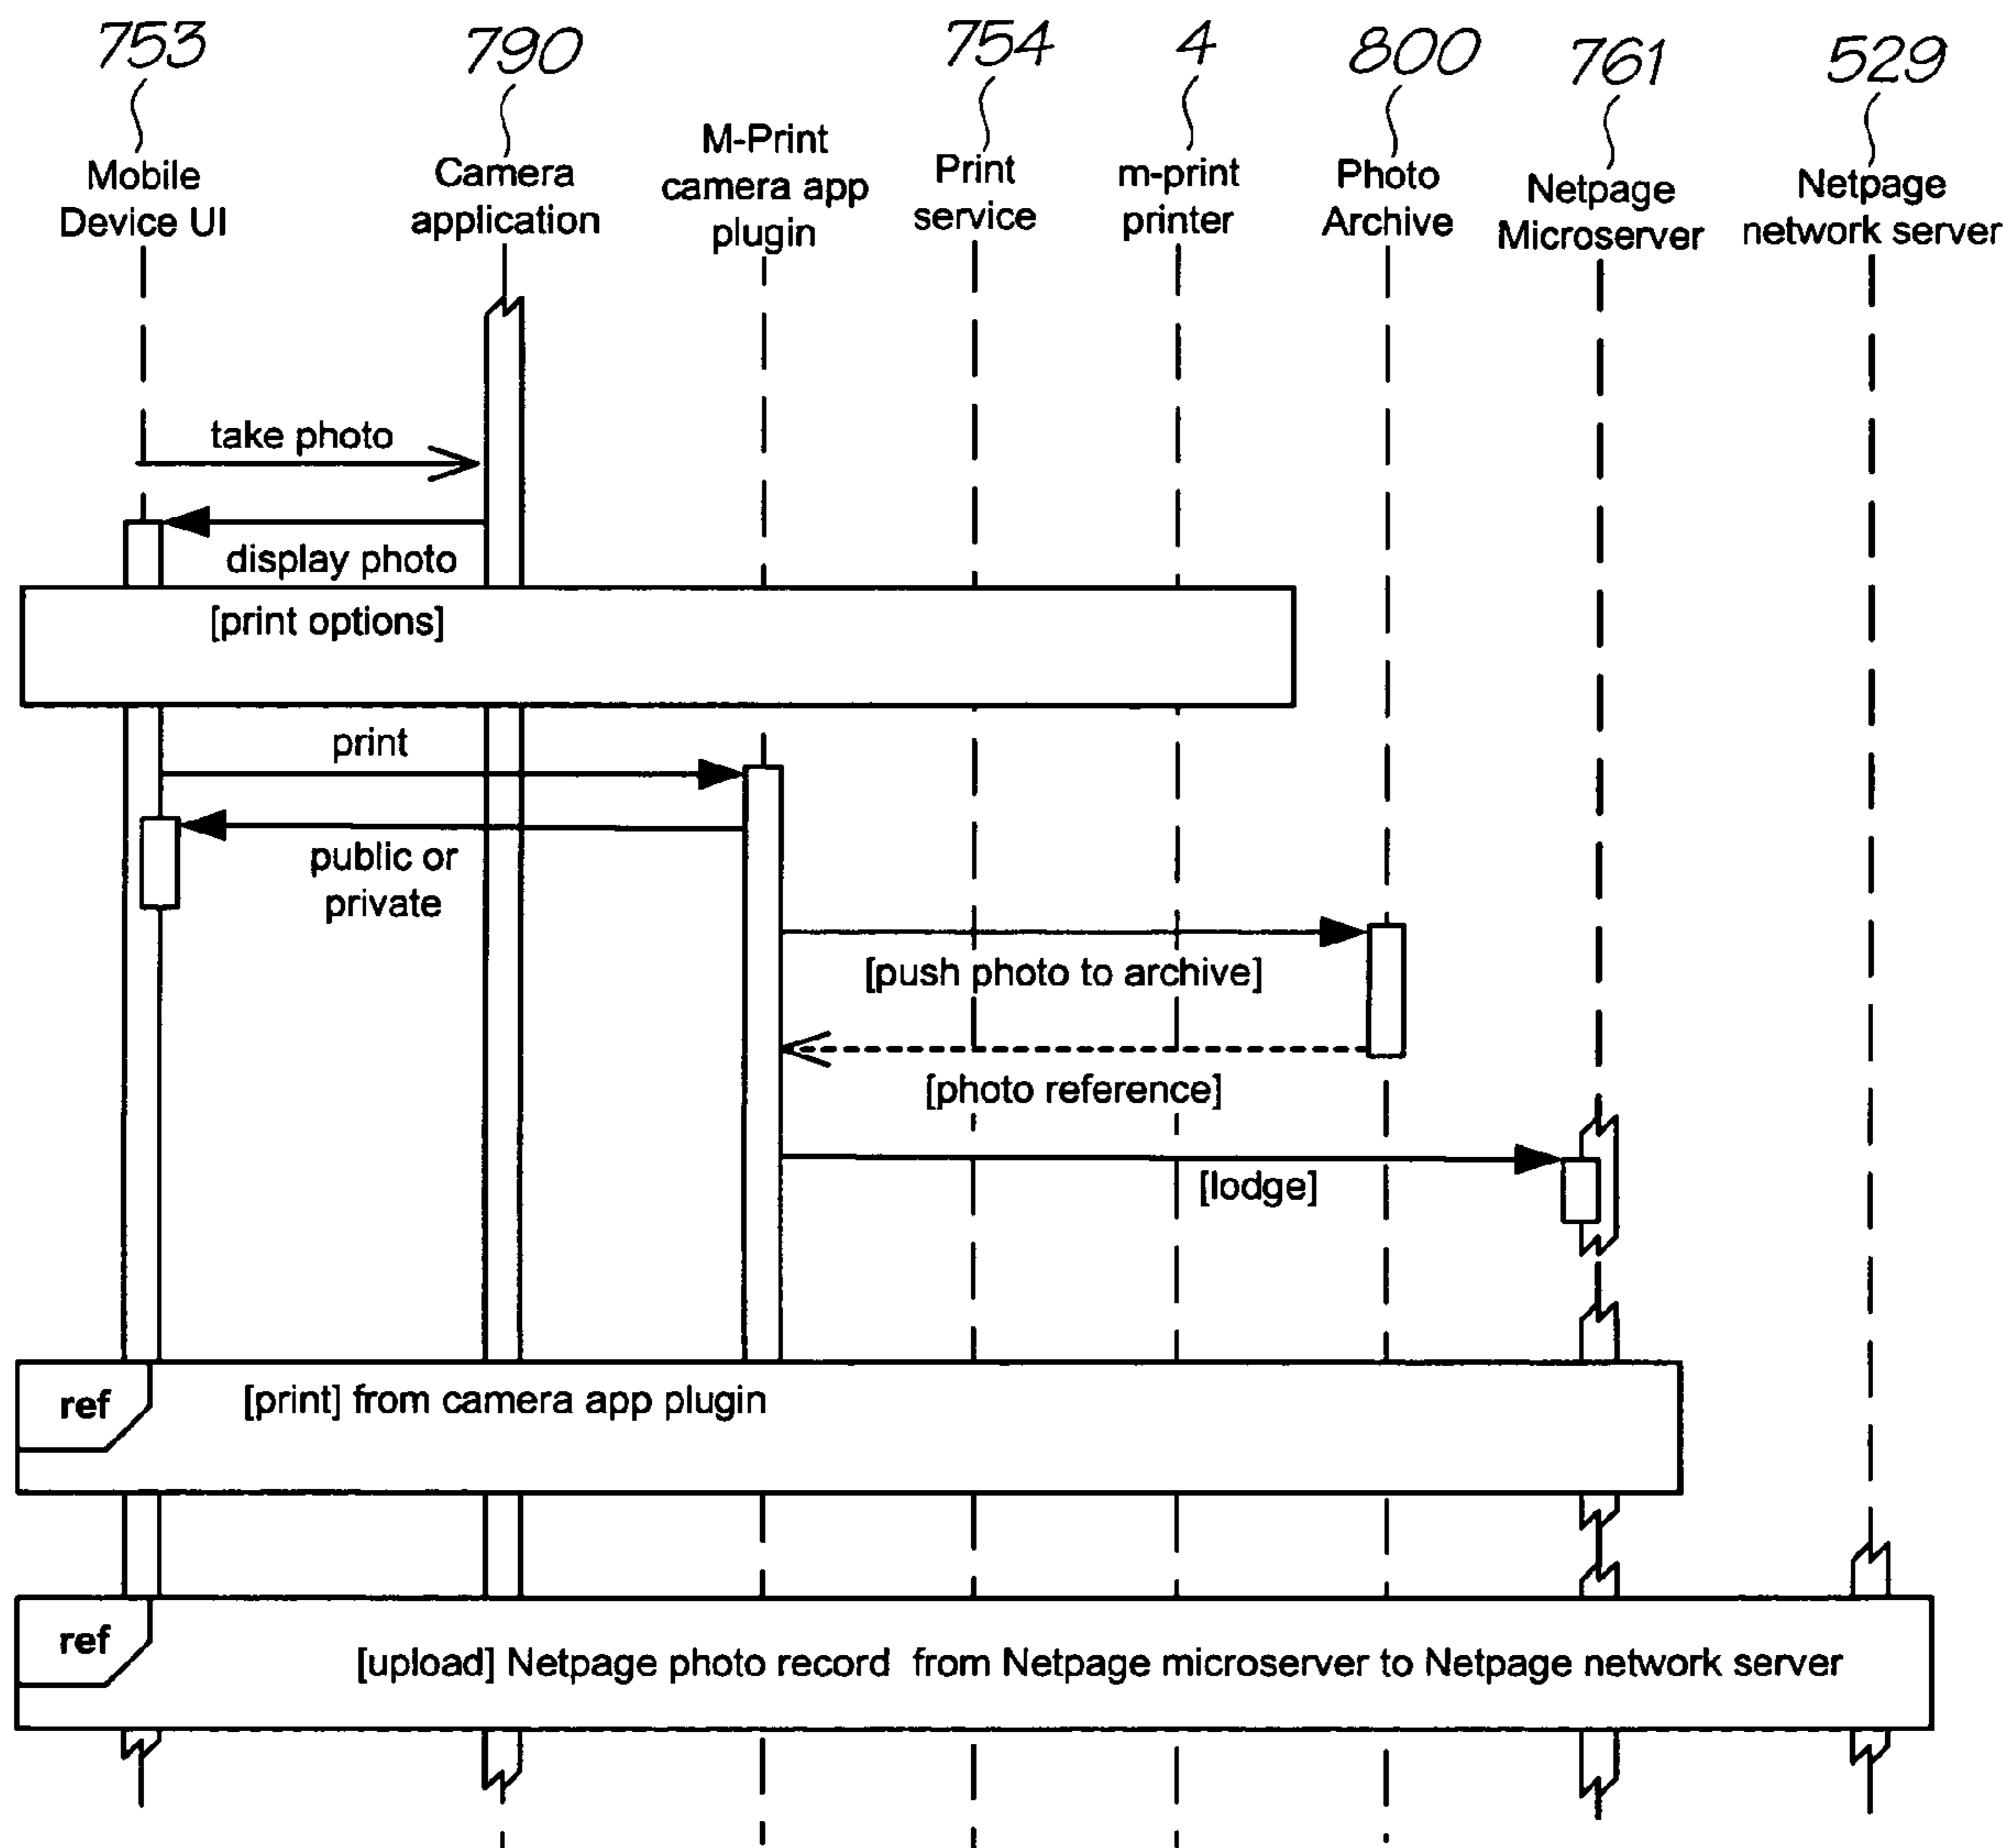 753 790 754 4 800 761 529
Mobile
Device UI
Camera
application
M-Print
camera app
plugin
Print
service
m-print
printer
Photo
Archive
Netpage
Microserver
Netpage
network server
take photo
display photo
[print options]
print
public or
private
[push photo to archive]
[photo reference]
[lodge]
ref
[print] from camera app plugin
ref
[upload] Netpage photo record from Netpage microserver to Netpage network server